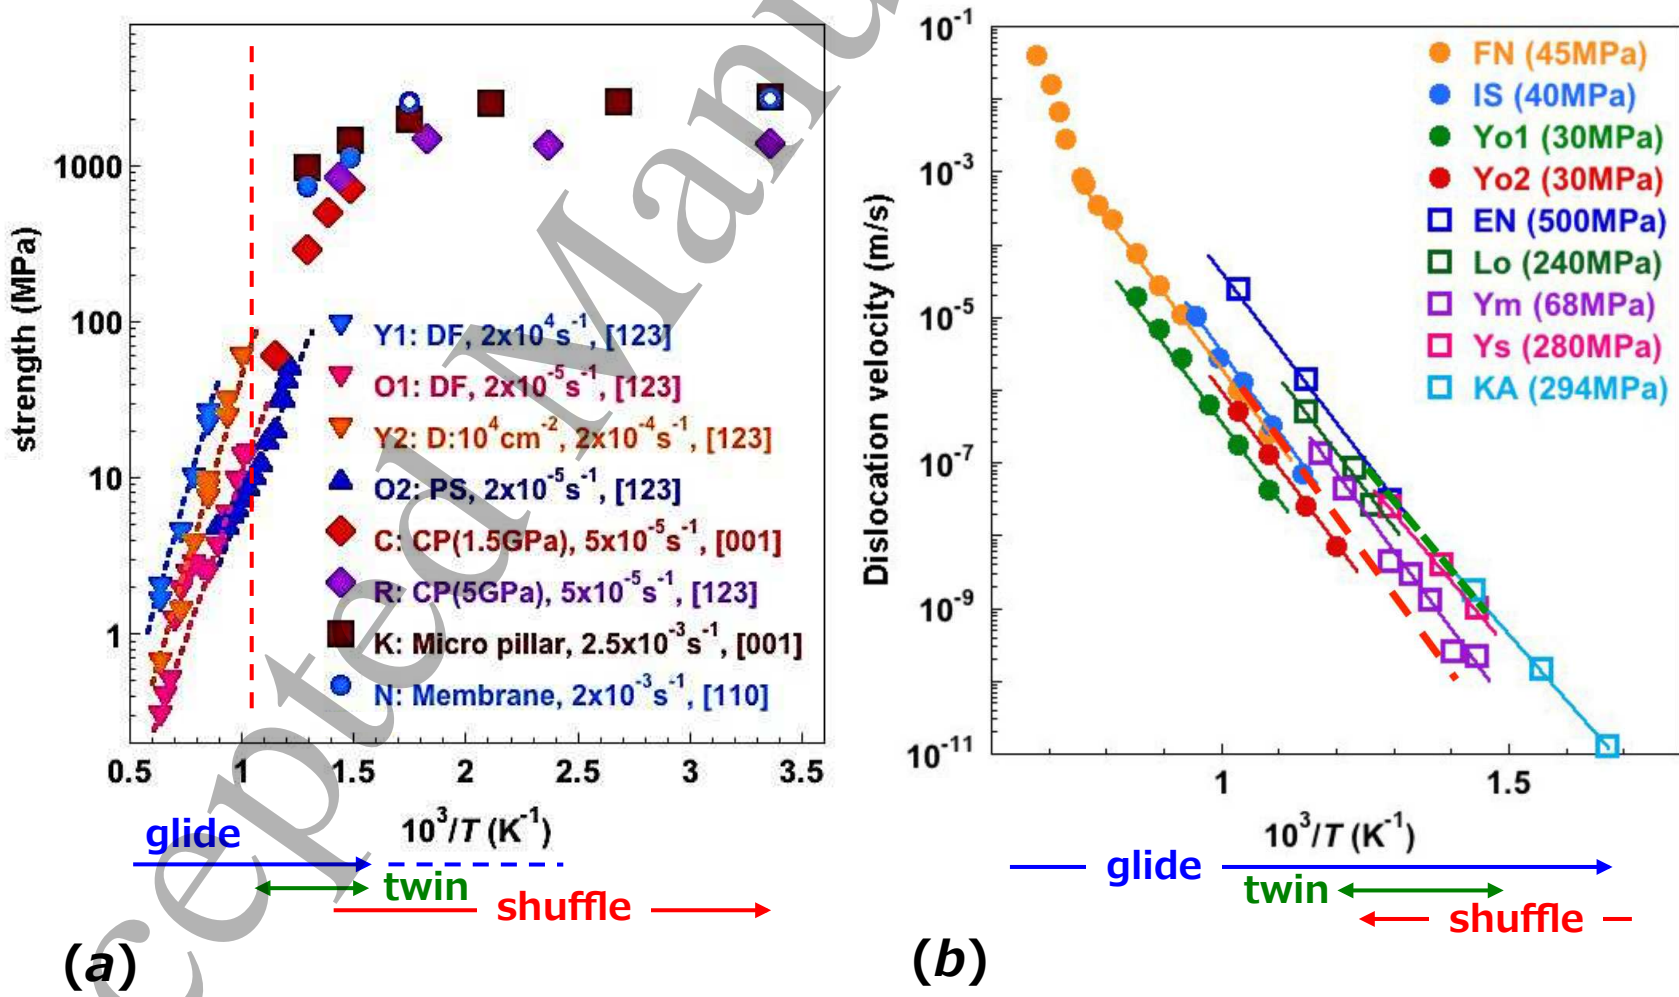 strength (MPa)
1000
100
10
1
0.5 1 1.5 2 2.5 3 3.5
10³/T (K⁻¹)
Y1: DF, 2x10⁴s⁻¹, [123]
O1: DF, 2x10⁻⁵s⁻¹, [123]
Y2: D:10⁴cm⁻², 2x10⁻⁴s⁻¹, [123]
O2: PS, 2x10⁻⁵s⁻¹, [123]
C: CP(1.5GPa), 5x10⁻⁵s⁻¹, [001]
R: CP(5GPa), 5x10⁻⁵s⁻¹, [123]
K: Micro pillar, 2.5x10⁻³s⁻¹, [001]
N: Membrane, 2x10⁻³s⁻¹, [110]
glide
twin
shuffle
(a)
Dislocation velocity (m/s)
10⁻¹
10⁻³
10⁻⁵
10⁻⁷
10⁻⁹
10⁻¹¹
1 1.5
10³/T (K⁻¹)
FN (45MPa)
IS (40MPa)
Yo1 (30MPa)
Yo2 (30MPa)
EN (500MPa)
Lo (240MPa)
Ym (68MPa)
Ys (280MPa)
KA (294MPa)
glide
twin
shuffle
(b)
cepted Manu